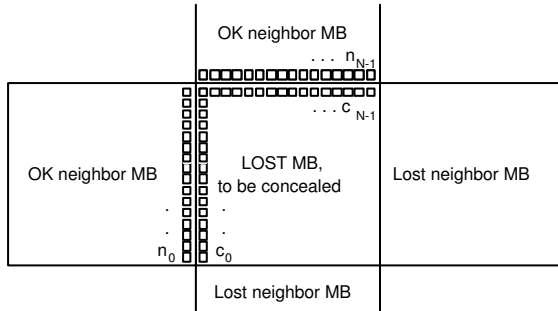 OK neighbor MB
. . . n_{N-1}
. . . c_{N-1}
OK neighbor MB
LOST MB,
to be concealed
Lost neighbor MB
. .
. .
n_0 c_0
Lost neighbor MB